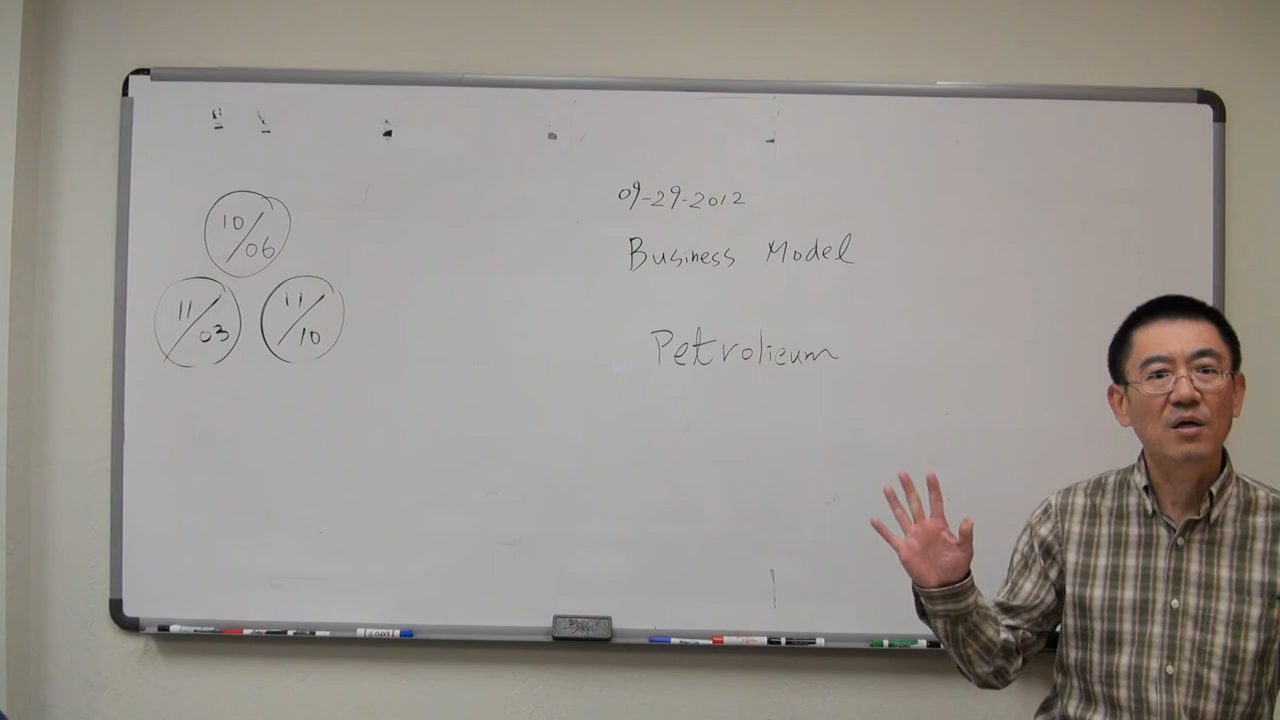 10/06
11/03
11/10
09-29-2012
Business Model
Petrolieum